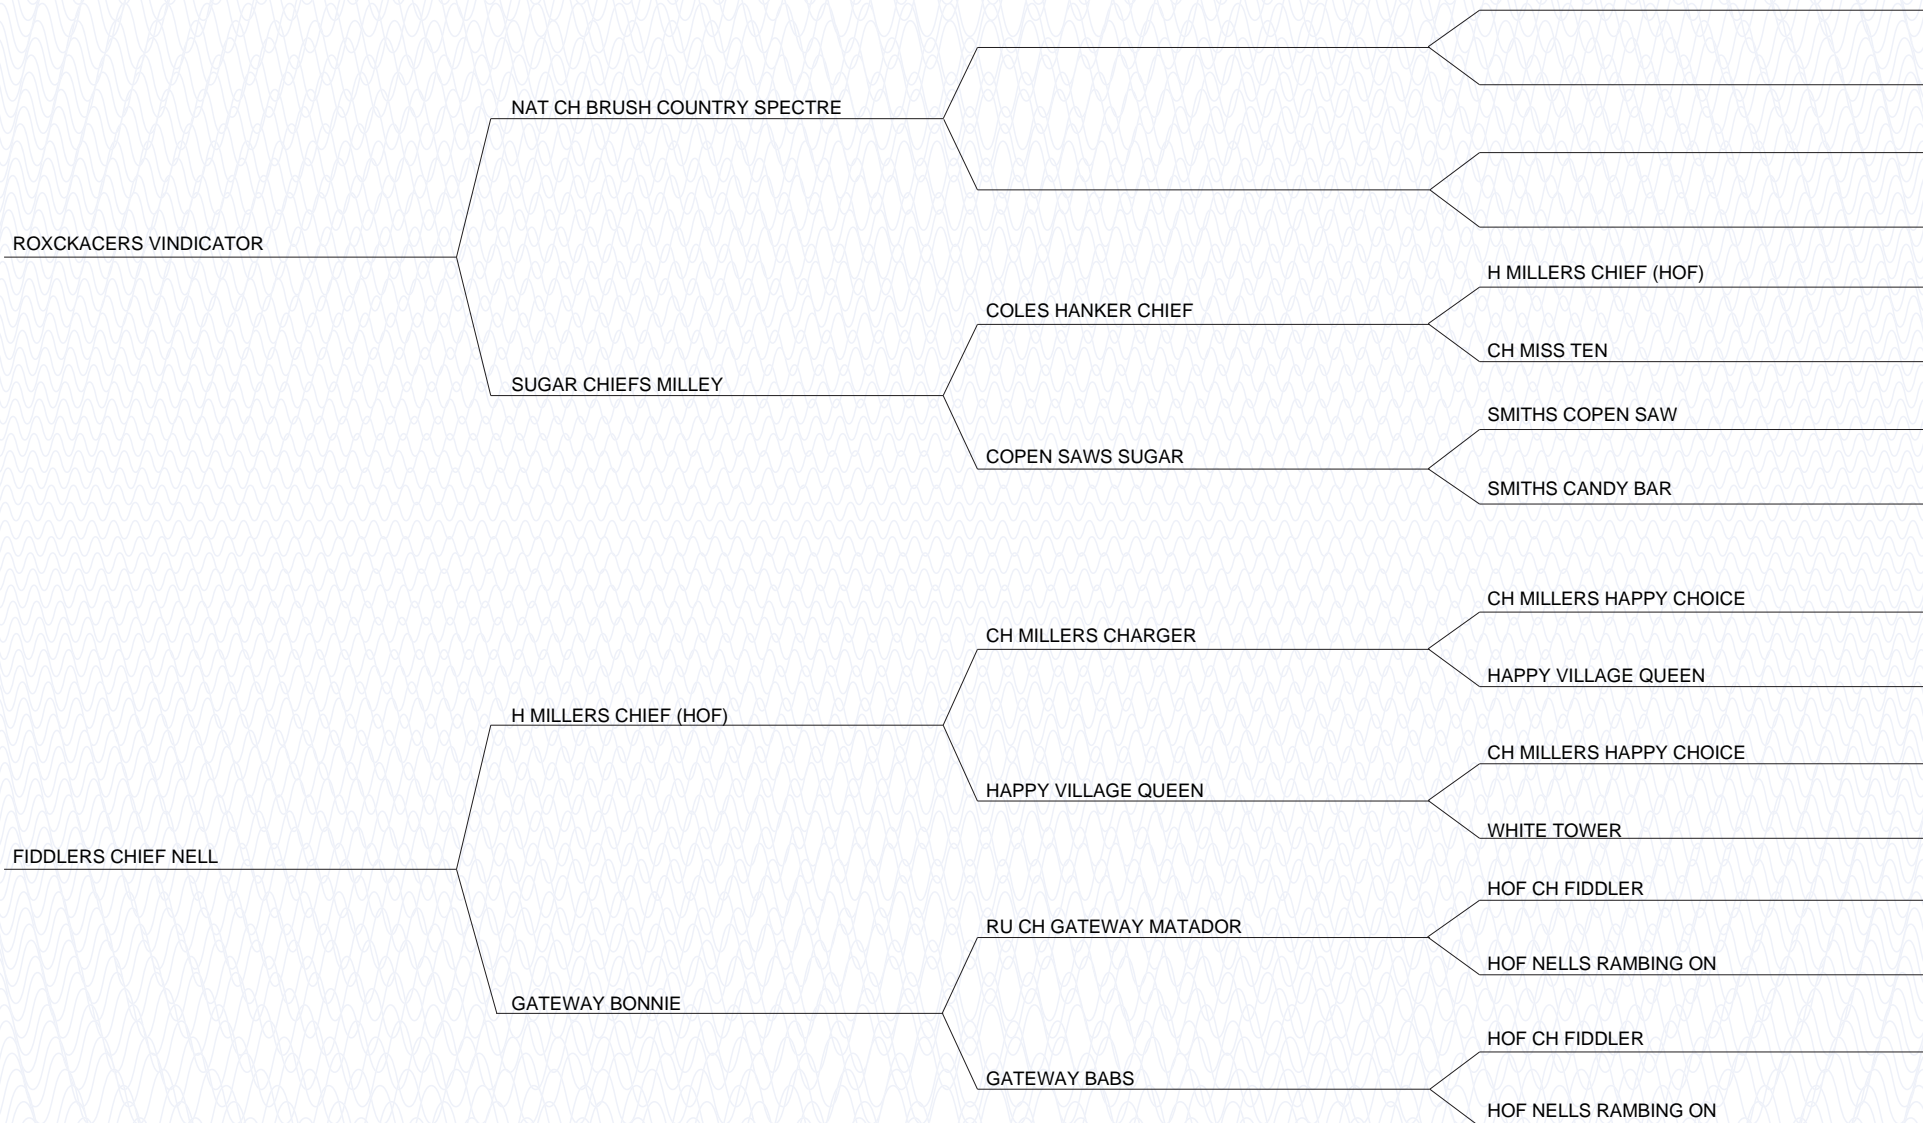 NAT CH BRUSH COUNTRY SPECTRE
ROXCKACERS VINDICATOR
H MILLERS CHIEF (HOF)
COLES HANKER CHIEF
CH MISS TEN
SUGAR CHIEFS MILLEY
SMITHS COPEN SAW
COPEN SAWS SUGAR
SMITHS CANDY BAR
CH MILLERS HAPPY CHOICE
CH MILLERS CHARGER
HAPPY VILLAGE QUEEN
H MILLERS CHIEF (HOF)
CH MILLERS HAPPY CHOICE
HAPPY VILLAGE QUEEN
WHITE TOWER
FIDDLERS CHIEF NELL
HOF CH FIDDLER
RU CH GATEWAY MATADOR
HOF NELLS RAMBING ON
GATEWAY BONNIE
HOF CH FIDDLER
GATEWAY BABS
HOF NELLS RAMBING ON